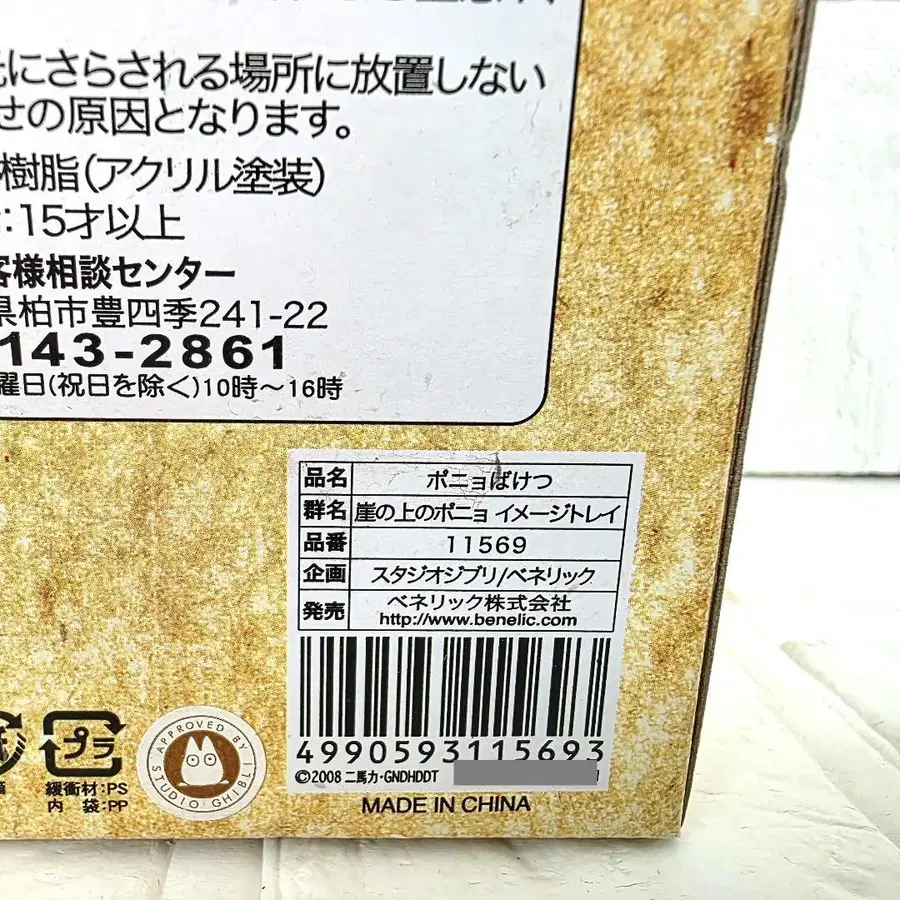 にさらされる場所に放置しない
せの原因となります。
樹脂(アクリル塗装)
:15才以上
客様相談センター
県柏市豊四季241-22
143-2861
曜日(祝日を除く)10時〜16時
品名 ポニョばけつ
群名 崖の上のポニョ イメージトレイ
品番 11569
企画 スタジオジブリ/ベネリック
発売 ベネリック株式会社
http://www.benelic.com
4990593115693
©2008 二馬力・GNDHDDT
MADE IN CHINA
プラ
緩衝材:PS
内 袋:PP
APPROVED BY
STUDIO GHIBLI